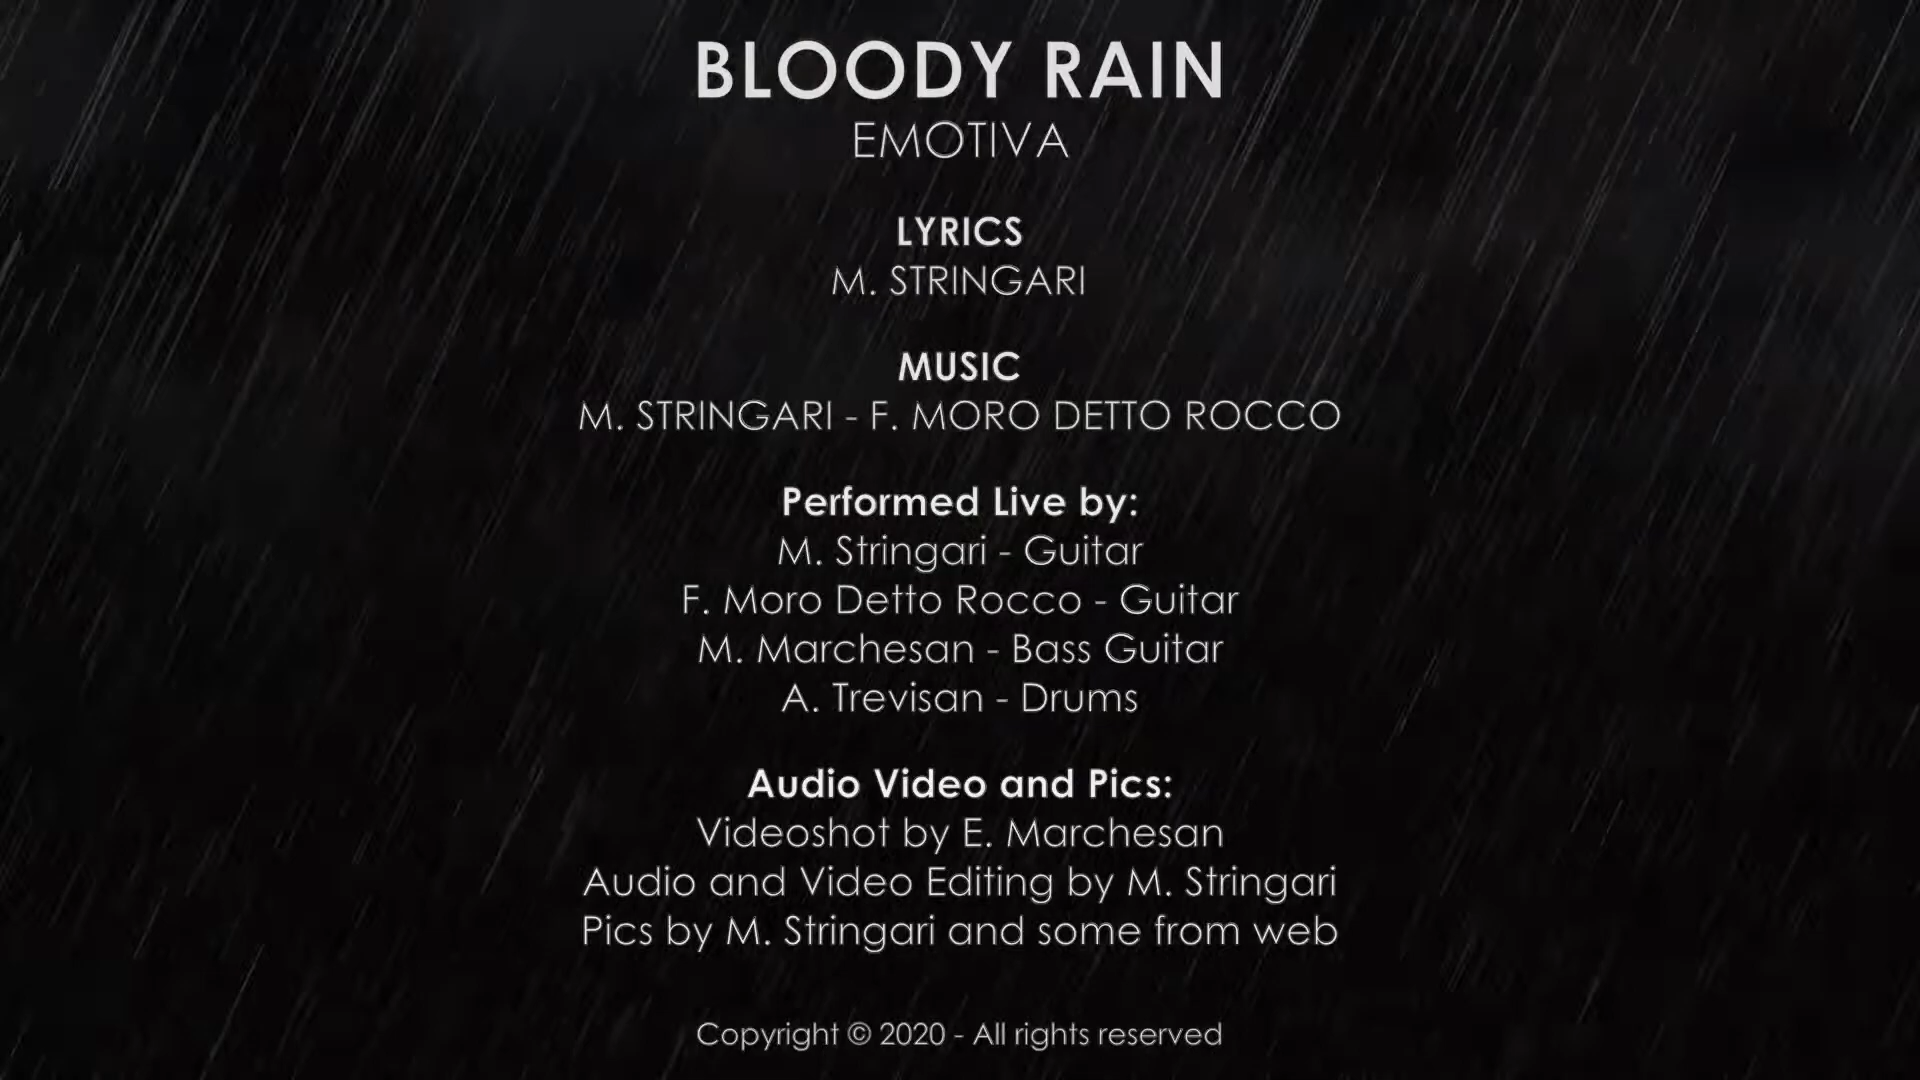 BLOODY RAIN
EMOTIVA
LYRICS
M. STRINGARI
MUSIC
M. STRINGARI - F. MORO DETTO ROCCO
Performed Live by:
M. Stringari - Guitar
F. Moro Detto Rocco - Guitar
M. Marchesan - Bass Guitar
A. Trevisan - Drums
Audio Video and Pics:
Videoshot by E. Marchesan
Audio and Video Editing by M. Stringari
Pics by M. Stringari and some from web
Copyright © 2020 - All rights reserved